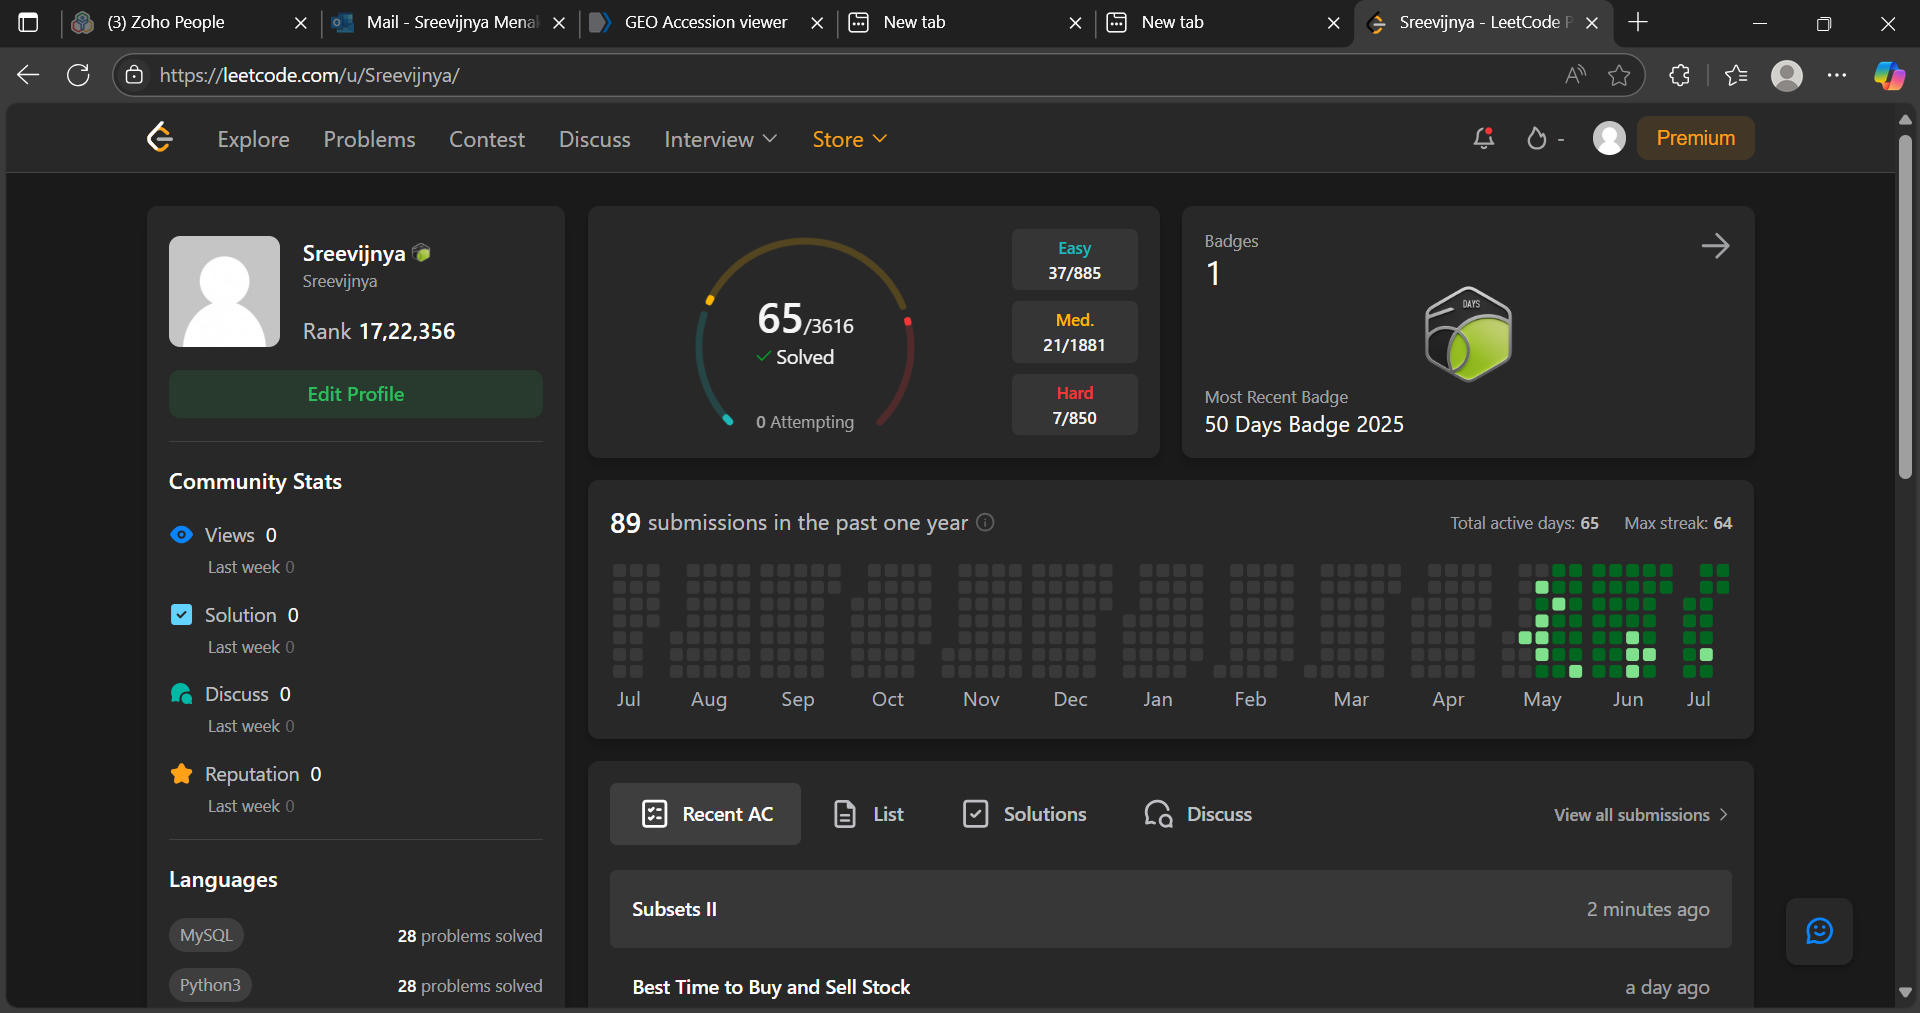 (3) Zoho People
Mail - Sreevijnya Mena
GEO Accession viewer
New tab
New tab
Sreevijnya - LeetCode P
https://leetcode.com/u/Sreevijnya/
Explore
Problems
Contest
Discuss
Interview
Store
-
Premium
Sreevijnya
Sreevijnya
Rank 17,22,356
Edit Profile
Community Stats
Views 0
Last week 0
Solution 0
Last week 0
Discuss 0
Last week 0
Reputation 0
Last week 0
Languages
MySQL
28 problems solved
Python3
28 problems solved
65/3616
Solved
0 Attempting
Easy
37/885
Med.
21/1881
Hard
7/850
Badges
1
DAYS
Most Recent Badge
50 Days Badge 2025
89 submissions in the past one year
Total active days: 65
Max streak: 64
Jul
Aug
Sep
Oct
Nov
Dec
Jan
Feb
Mar
Apr
May
Jun
Jul
Recent AC
List
Solutions
Discuss
View all submissions
Subsets II
2 minutes ago
Best Time to Buy and Sell Stock
a day ago